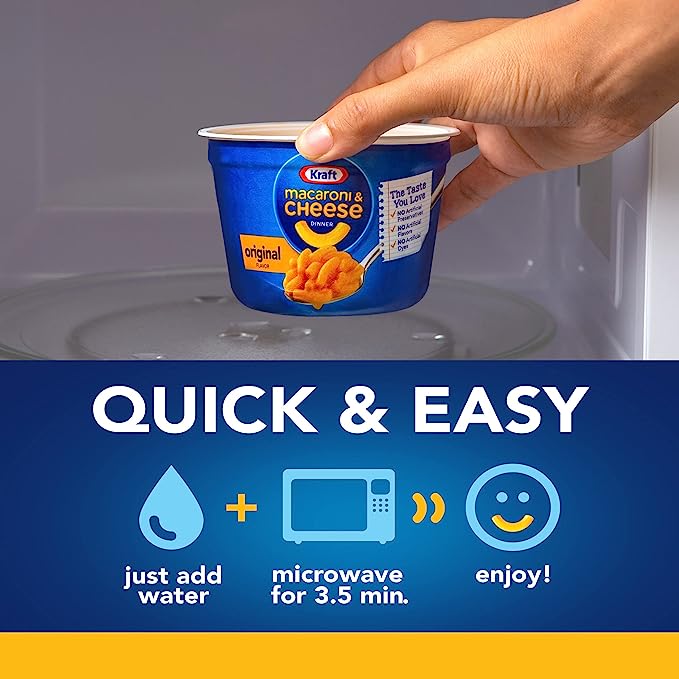 Kraft
macaroni &
CHEESE
DINNER
original
FLAVOR
The Taste
You Love
✓ NO Artificial
Preservatives
✓ NO Artificial
Flavors
✓ NO Artificial
Dyes
QUICK & EASY
just add
water
+
microwave
for 3.5 min.
enjoy!